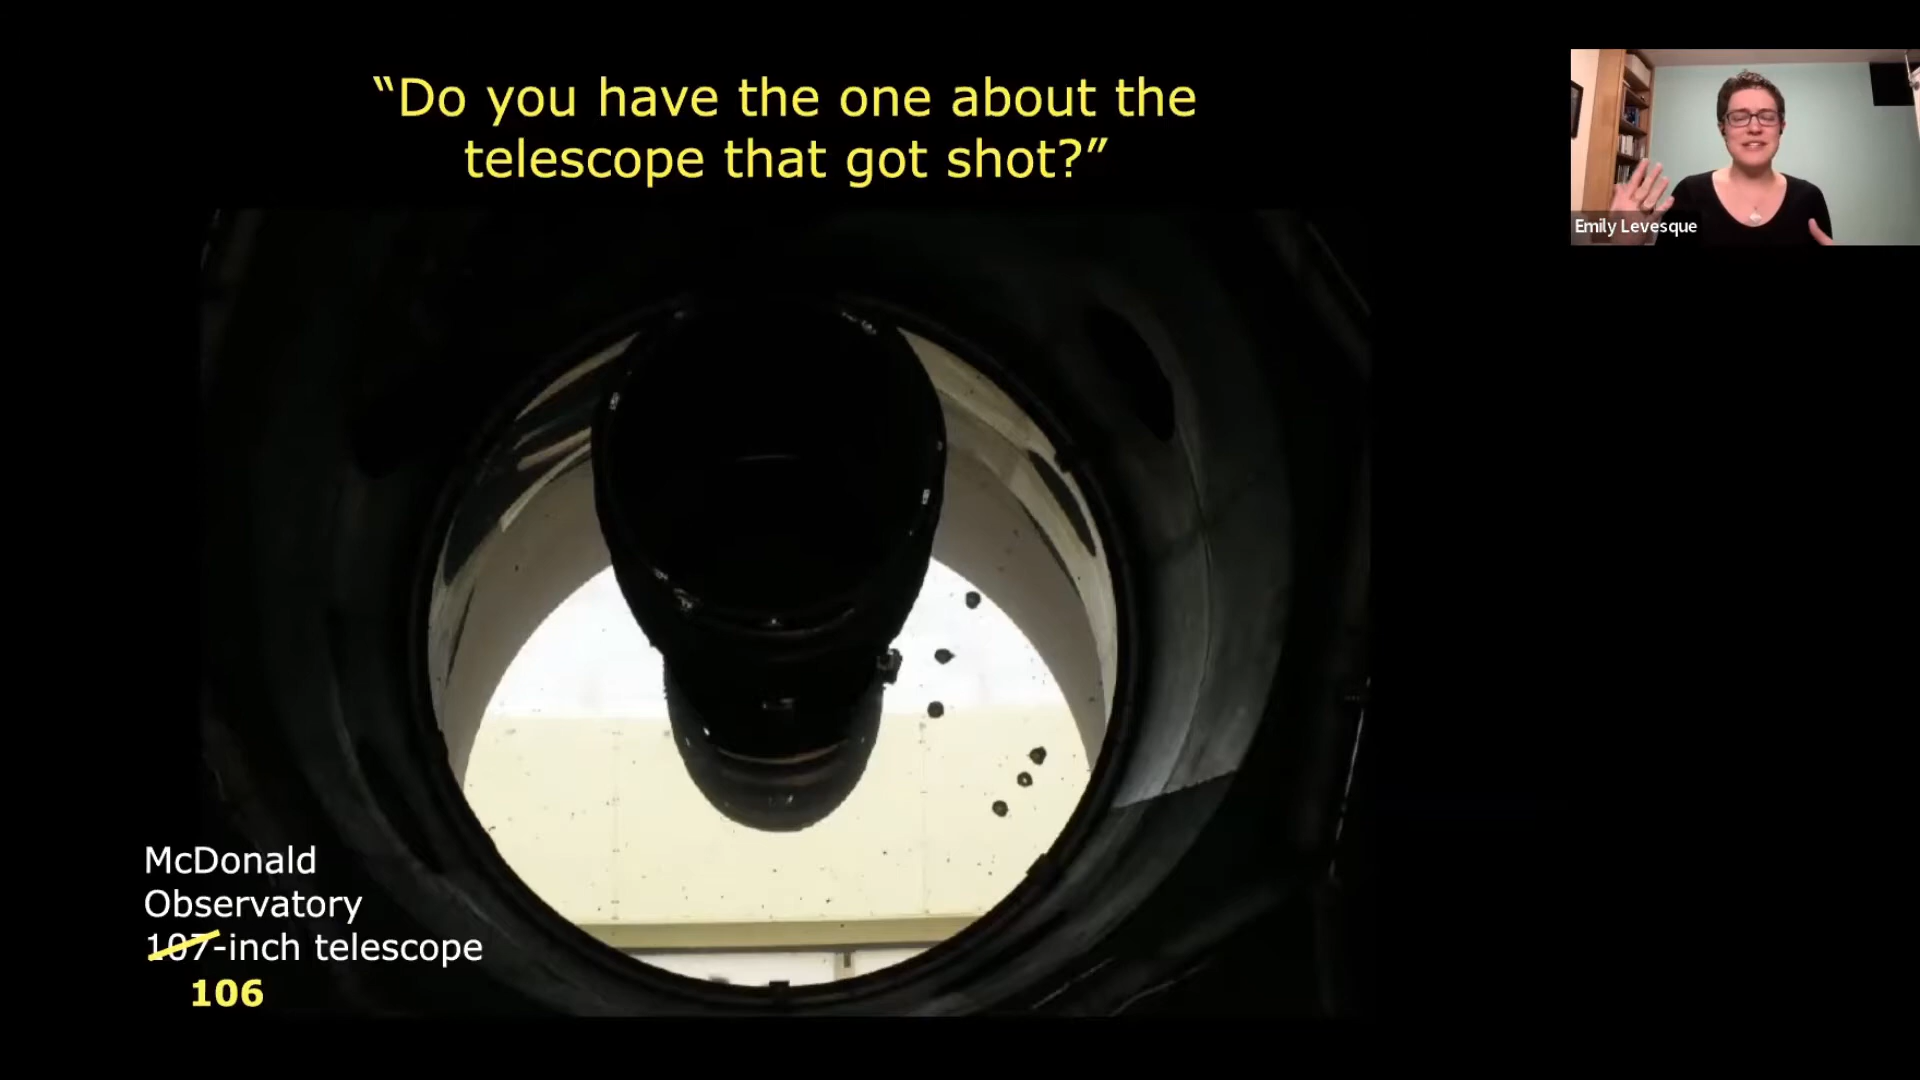 “Do you have the one about the
telescope that got shot?”
Emily Levesque
McDonald
Observatory
107-inch telescope
106